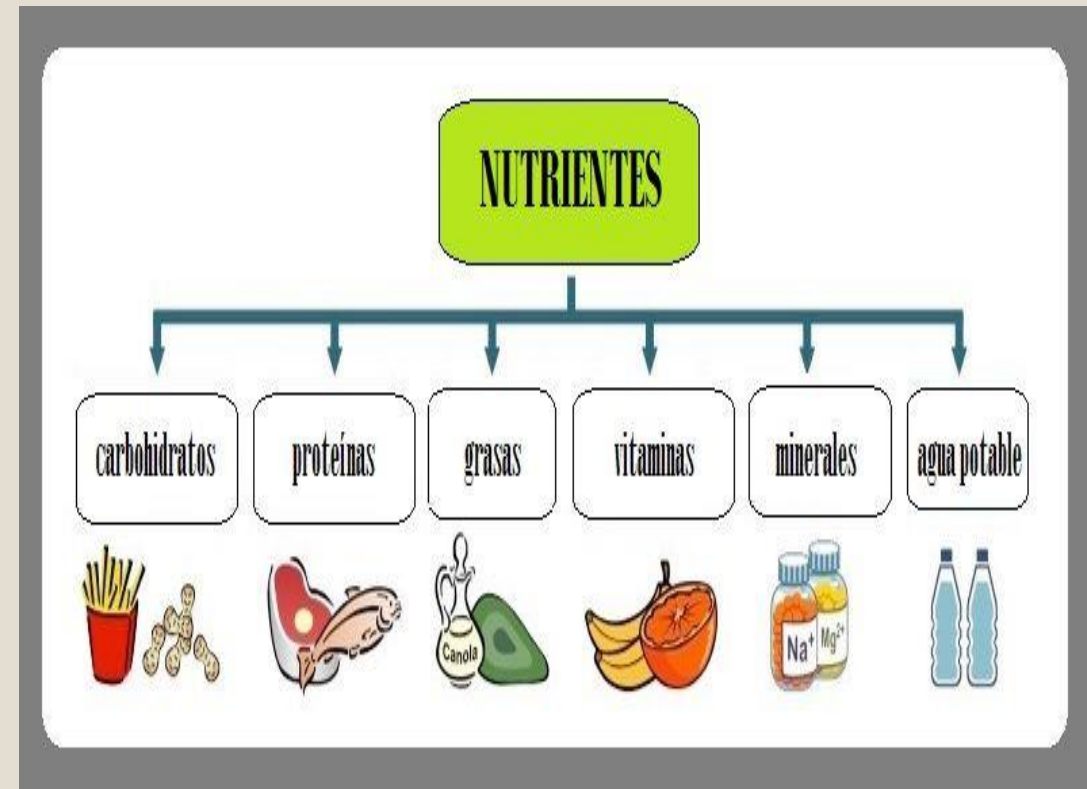 NUTRIENTES
carbohidratos
proteínas
grasas
vitaminas
minerales
agua potable
Canola
Na+
Mg2+